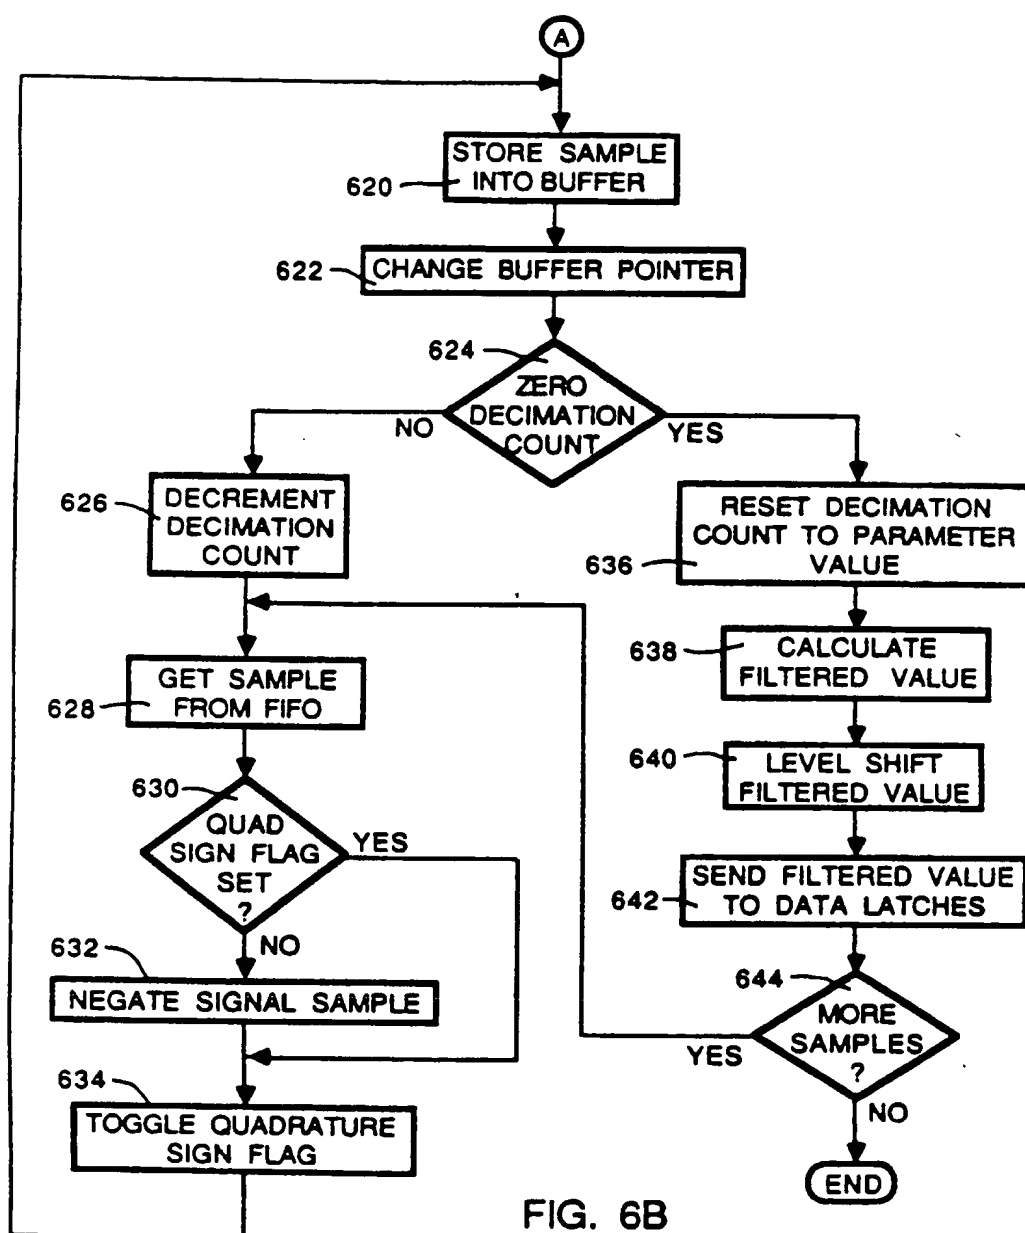 A
STORE SAMPLE
INTO BUFFER
620
CHANGE BUFFER POINTER
622
624
ZERO
DECIMATION
COUNT
NO
YES
626
DECREMENT
DECIMATION
COUNT
RESET DECIMATION
COUNT TO PARAMETER
VALUE
636
638
CALCULATE
FILTERED VALUE
GET SAMPLE
FROM FIFO
628
640
LEVEL SHIFT
FILTERED VALUE
630
QUAD
SIGN FLAG
SET
?
YES
NO
SEND FILTERED VALUE
TO DATA LATCHES
642
632
NEGATE SIGNAL SAMPLE
644
MORE
SAMPLES
?
YES
NO
634
TOGGLE QUADRATURE
SIGN FLAG
END
FIG. 6B